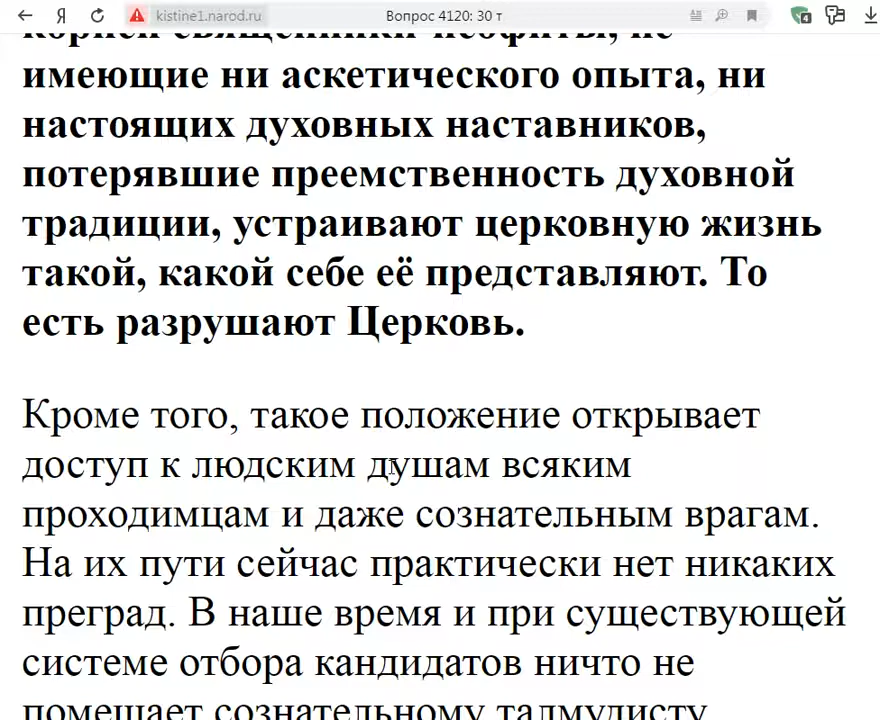 kistine1.narod.ru
Вопрос 4120: 30 т
имеющие ни аскетического опыта, ни
настоящих духовных наставников,
потерявшие преемственность духовной
традиции, устраивают церковную жизнь
такой, какой себе её представляют. То
есть разрушают Церковь.
Кроме того, такое положение открывает
доступ к людским душам всяким
проходимцам и даже сознательным врагам.
На их пути сейчас практически нет никаких
преград. В наше время и при существующей
системе отбора кандидатов ничто не
помешает сознательному талмудисту